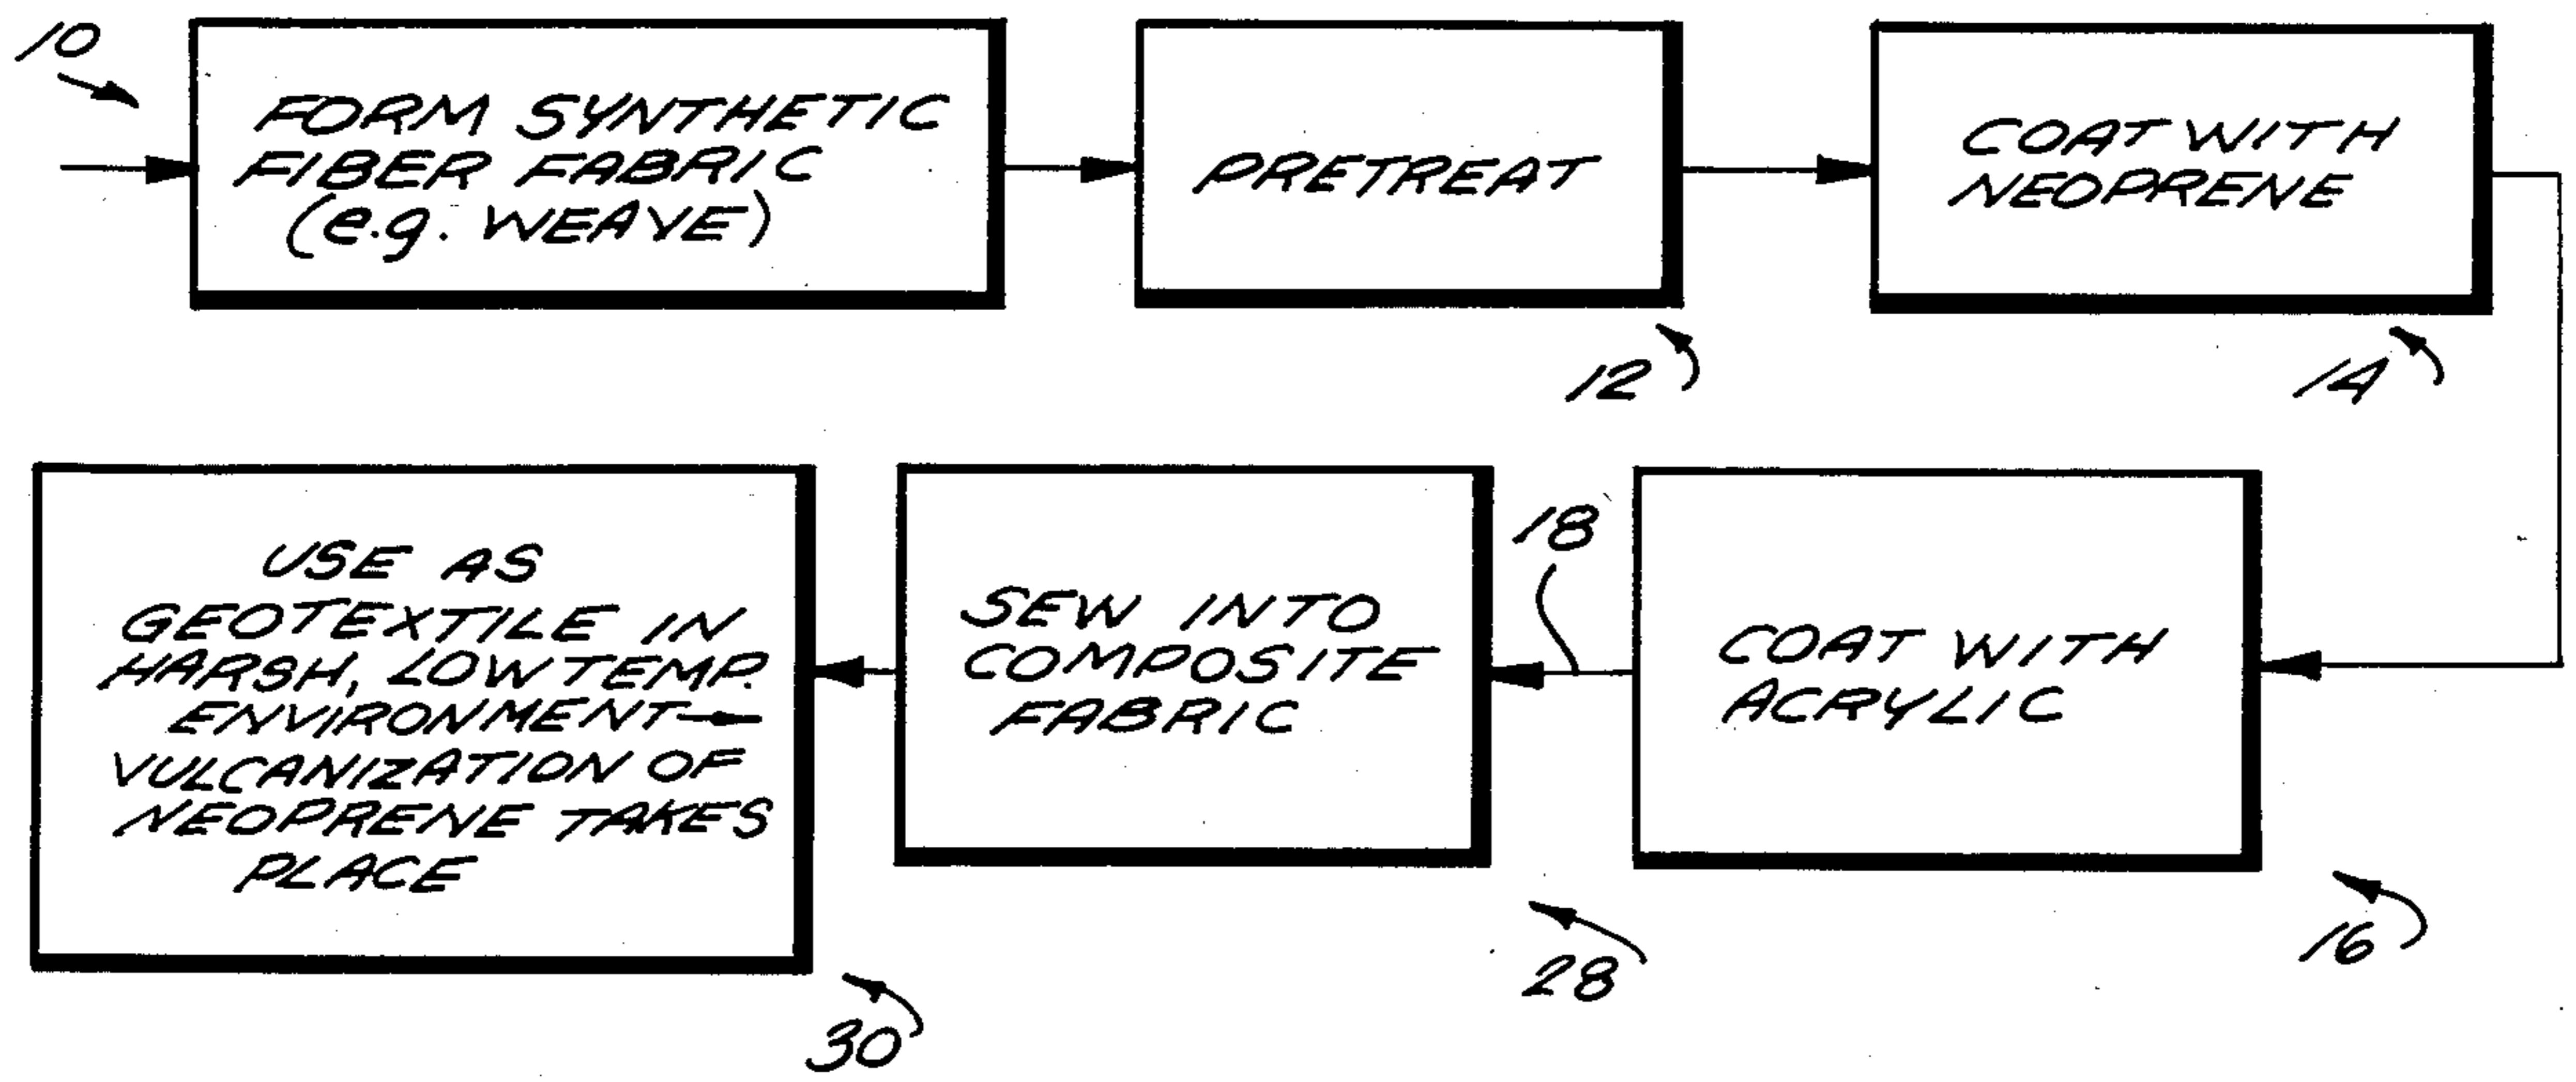 10
FORM SYNTHETIC
FIBER FABRIC
(e.g. WEAVE)
PRETREAT
12
COAT WITH
NEOPRENE
14
COAT WITH
ACRYLIC
16
18
SEW INTO
COMPOSITE
FABRIC
28
USE AS
GEOTEXTILE IN
HARSH, LOW TEMP.
ENVIRONMENT→
VULCANIZATION OF
NEOPRENE TAKES
PLACE
30